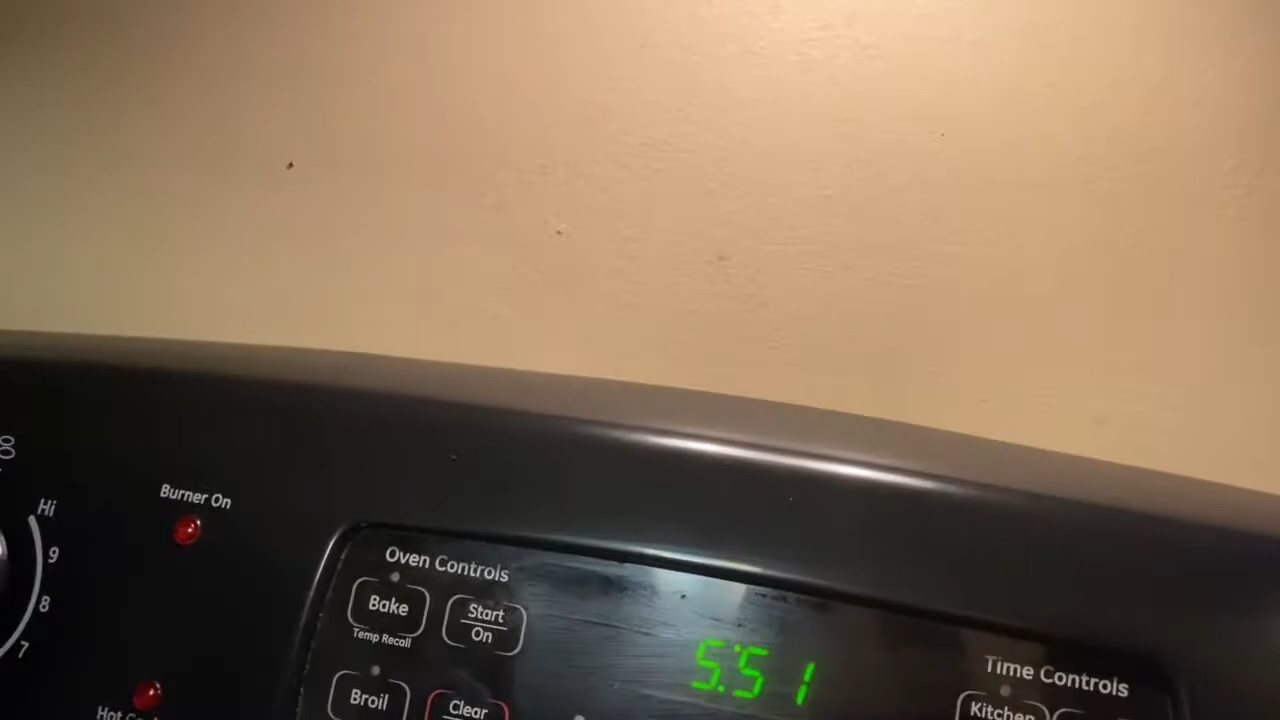 Hi
9
8
7
Burner On
Oven Controls
Bake
Temp Recall
Start
On
Broil
Clear
5:51
Time Controls
Kitchen
Hot